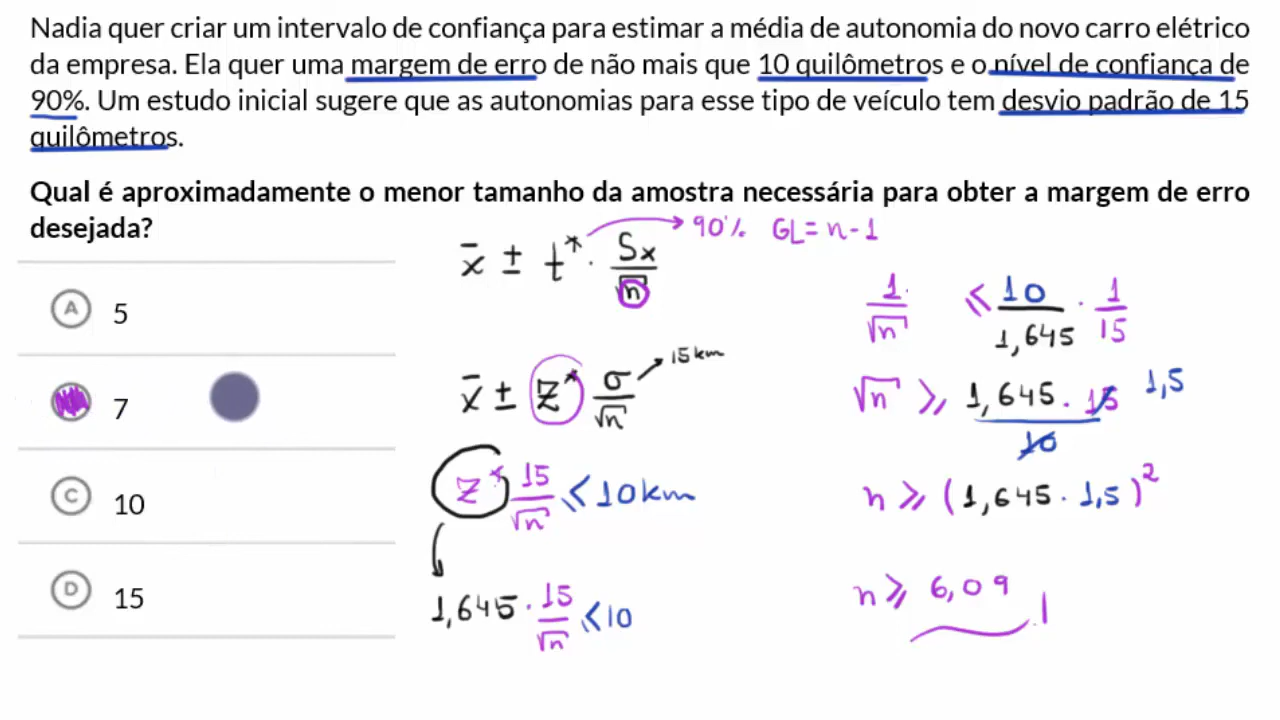 Nadia quer criar um intervalo de confiança para estimar a média de autonomia do novo carro elétrico
da empresa. Ela quer uma margem de erro de não mais que 10 quilômetros e o nível de confiança de
90%. Um estudo inicial sugere que as autonomias para esse tipo de veículo tem desvio padrão de 15
quilômetros.
Qual é aproximadamente o menor tamanho da amostra necessária para obter a margem de erro
desejada?
A 5
7
C 10
D 15
x̄ ± t* · Sx/√n → 90% GL = n - 1
x̄ ± Z* σ/√n → 15 km
Z* 15/√n ≤ 10 km
1,645 · 15/√n ≤ 10
1/√n ≤ 10/1,645 · 1/15
√n ≥ 1,645 · 15/10 1,5
n ≥ (1,645 · 1,5)²
n ≥ 6,09